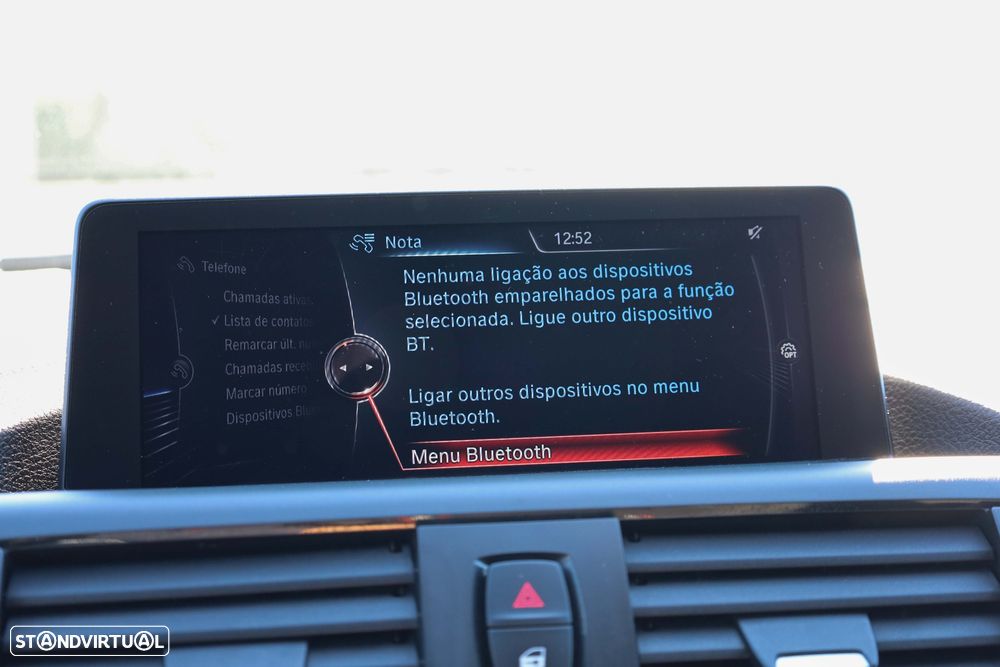 Nota
12:52
Telefone
Chamadas ativas
Lista de contatos
Remarcar últ.
Chamadas
Marcar número
Dispositivos
Nenhuma ligação aos dispositivos
Bluetooth emparelhados para a função
selecionada. Ligue outro dispositivo
BT.
OPT
Ligar outros dispositivos no menu
Bluetooth.
Menu Bluetooth
STANDVIRTUAL